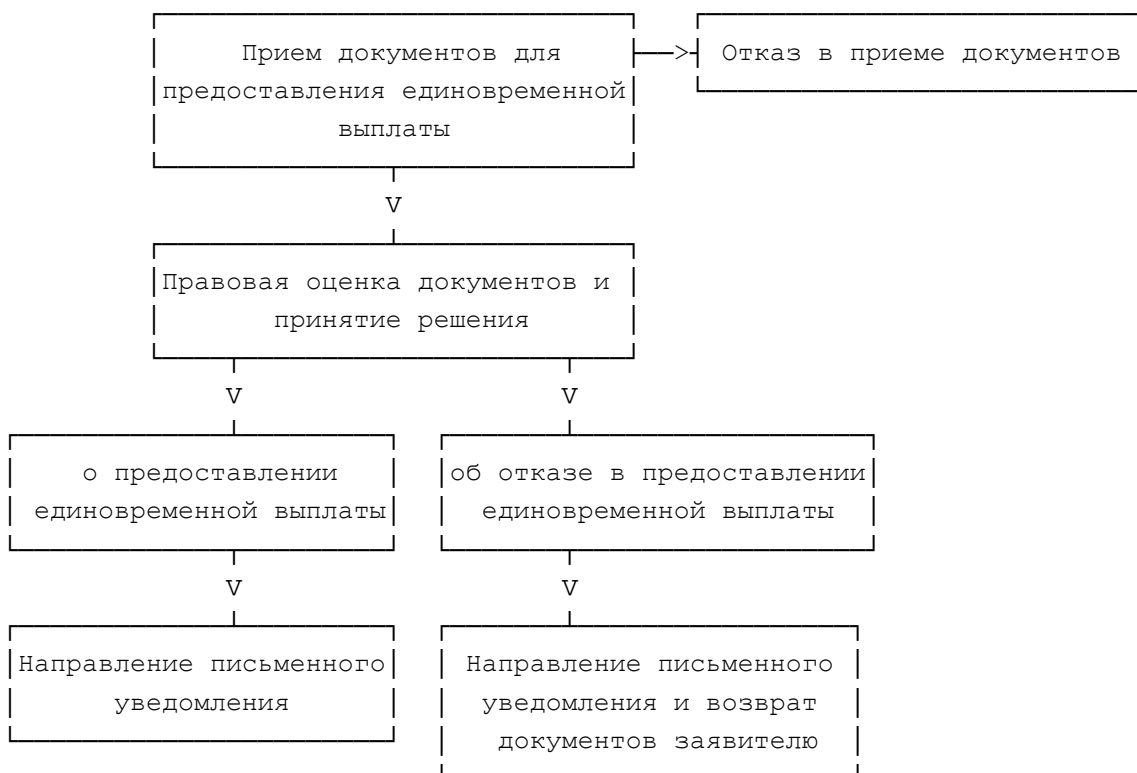 Прием документов для
предоставления единовременной
выплаты
Отказ в приеме документов
V
Правовая оценка документов и
принятие решения
V
V
о предоставлении
единовременной выплаты
об отказе в предоставлении
единовременной выплаты
V
V
Направление письменного
уведомления
Направление письменного
уведомления и возврат
документов заявителю